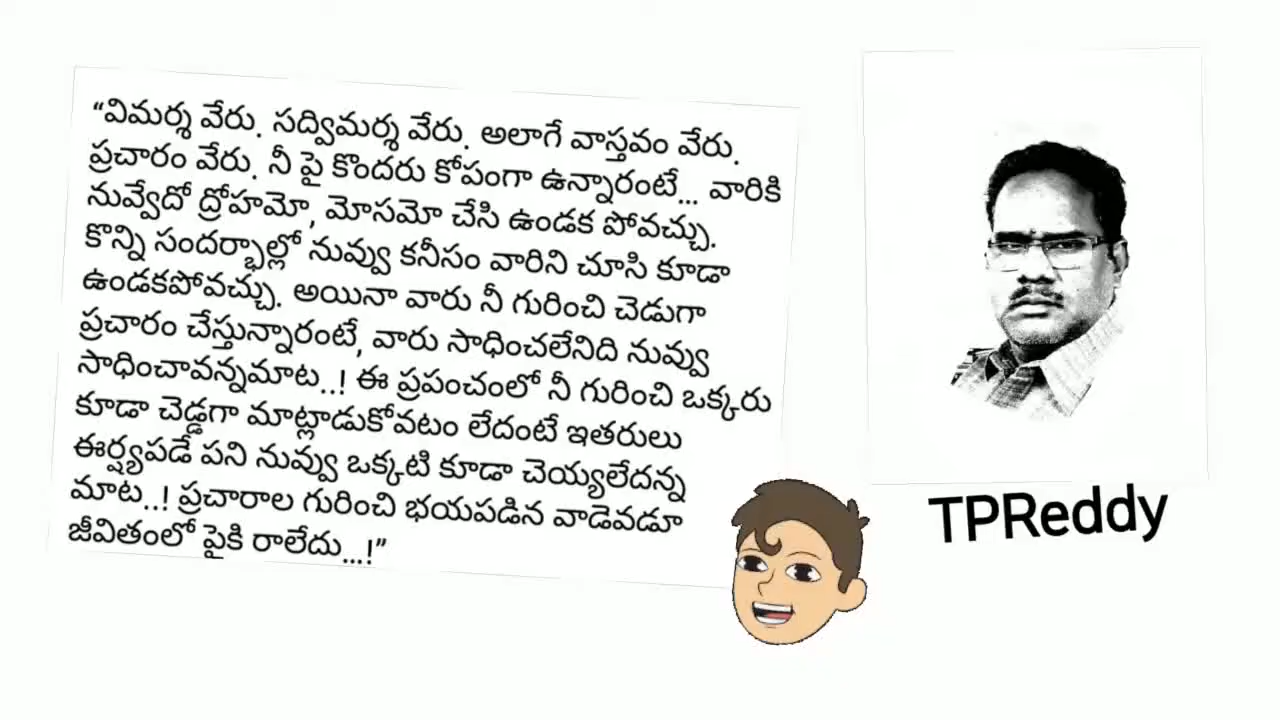 “విమర్శ వేరు. సద్విమర్శ వేరు. అలాగే వాస్తవం వేరు.
ప్రచారం వేరు. నీ పై కొందరు కోపంగా ఉన్నారంటే... వారికి
నువ్వేదో ద్రోహమో, మోసమో చేసి ఉండక పోవచ్చు.
కొన్ని సందర్భాల్లో నువ్వు కనీసం వారిని చూసి కూడా
ఉండకపోవచ్చు. అయినా వారు నీ గురించి చెడుగా
ప్రచారం చేస్తున్నారంటే, వారు సాధించలేనిది నువ్వు
సాధించావన్నమాట..! ఈ ప్రపంచంలో నీ గురించి ఒక్కరు
కూడా చెడ్డగా మాట్లాడుకోవటం లేదంటే ఇతరులు
ఈర్ష్యపడే పని నువ్వు ఒక్కటి కూడా చెయ్యలేదన్న
మాట..! ప్రచారాల గురించి భయపడిన వాడెవడూ
జీవితంలో పైకి రాలేదు...!”
TPReddy